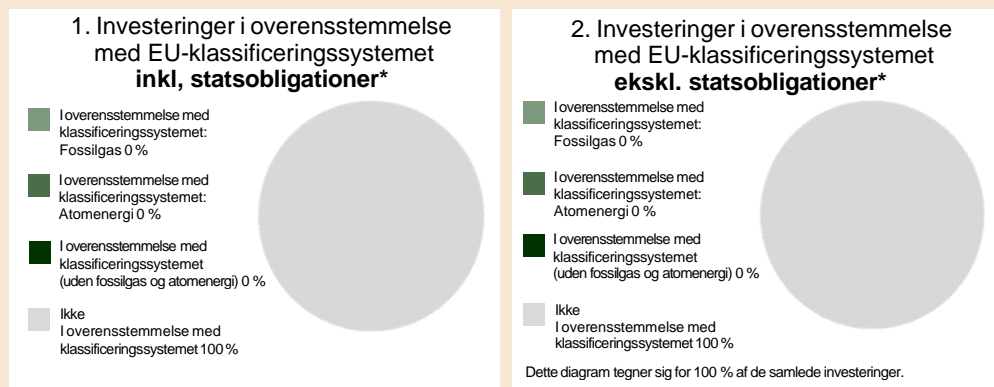 1. Investeringer i overensstemmelse
med EU-klassificeringssystemet
inkl, statsobligationer*
I overensstemmelse med
klassificeringssystemet:
Fossilgas 0 %
I overensstemmelse med
klassificeringssystemet:
Atomenergi 0 %
I overensstemmelse med
klassificeringssystemet
(uden fossilgas og atomenergi) 0 %
Ikke
I overensstemmelse med
klassificeringssystemet 100 %
2. Investeringer i overensstemmelse
med EU-klassificeringssystemet
ekskl. statsobligationer*
I overensstemmelse med
klassificeringssystemet:
Fossilgas 0 %
I overensstemmelse med
klassificeringssystemet:
Atomenergi 0 %
I overensstemmelse med
klassificeringssystemet
(uden fossilgas og atomenergi) 0 %
Ikke
I overensstemmelse med
klassificeringssystemet 100 %
Dette diagram tegner sig for 100 % af de samlede investeringer.